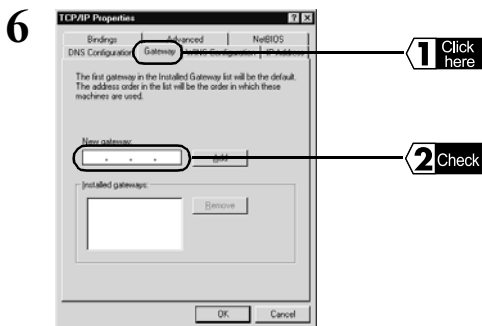 6
TCP/IP Properties
Bindings Advanced NetBIOS
DNS Configuration Gateway WINS Configuration IP Address
The first gateway in the Installed Gateway list will be the default.
The address order in the list will be the order in which these
machines are used.
New gateway:
. . . Add
Installed gateways:
Remove
OK Cancel
1 Click
here
2 Check